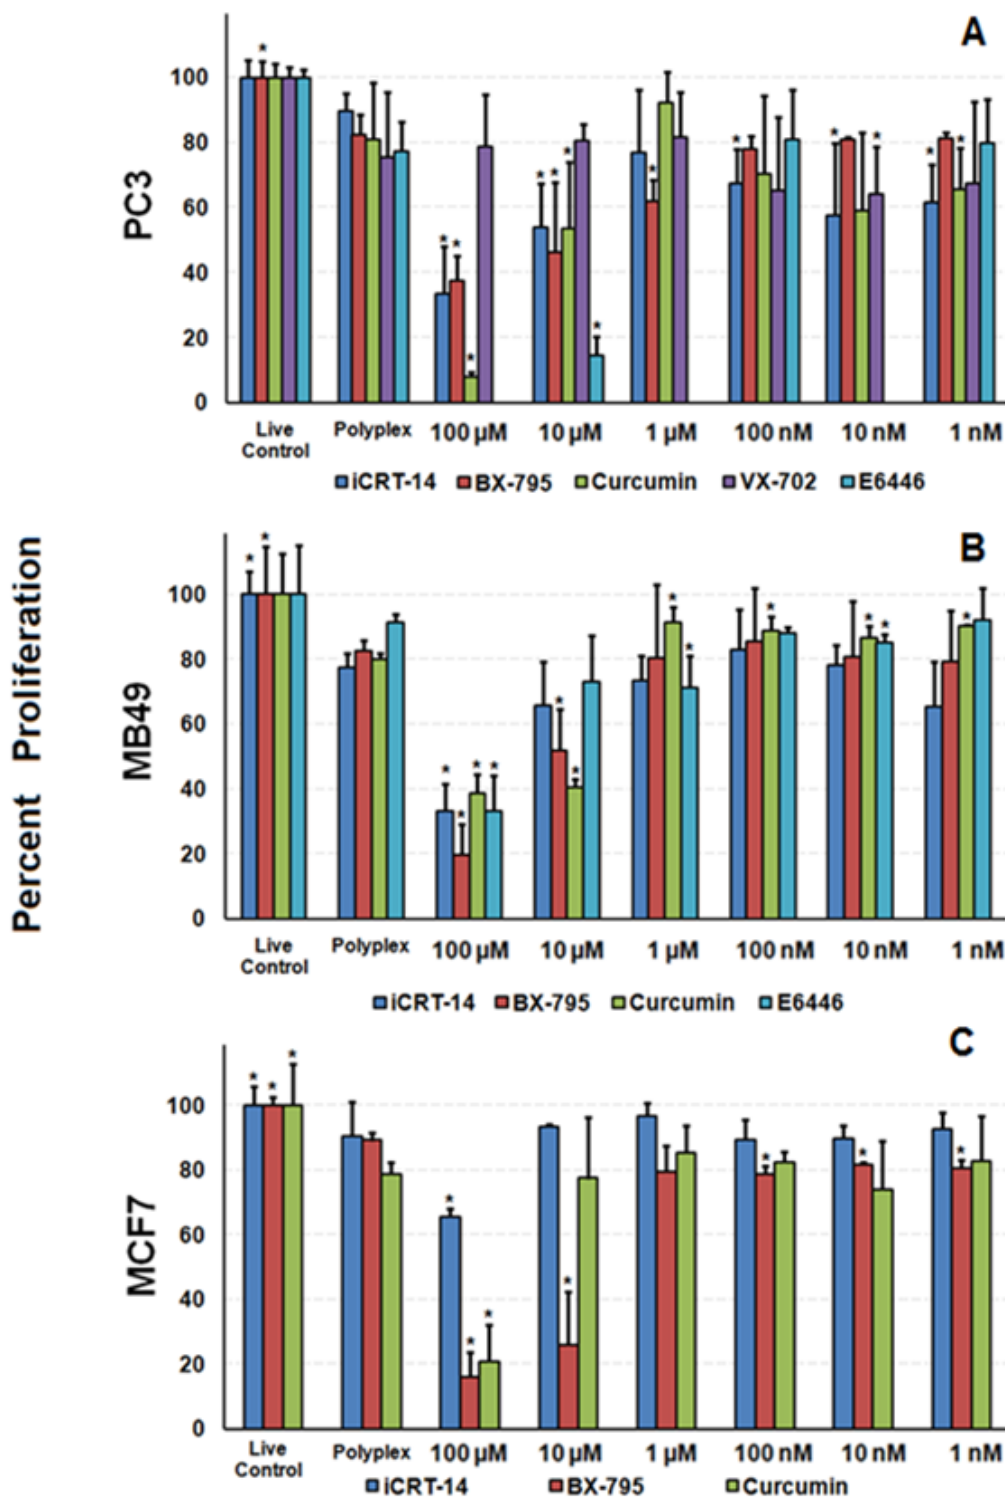 A
*
100
80
60
40
20
0
PC3
* * * * * * * * * * * * * *
Live Control Polyplex 100 µM 10 µM 1 µM 100 nM 10 nM 1 nM
iCRT-14 BX-795 Curcumin VX-702 E6446
Percent Proliferation
B
* *
100
80
60
40
20
0
MB49
* * * * * * * * * * * *
Live Control Polyplex 100 µM 10 µM 1 µM 100 nM 10 nM 1 nM
iCRT-14 BX-795 Curcumin E6446
C
* * *
100
80
60
40
20
0
MCF7
* * * * * * *
Live Control Polyplex 100 µM 10 µM 1 µM 100 nM 10 nM 1 nM
iCRT-14 BX-795 Curcumin